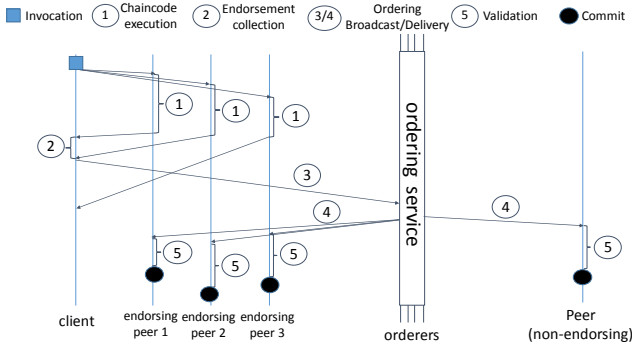 Invocation
1
Chaincode
execution
2
Endorsement
collection
3/4
Ordering
Broadcast/Delivery
5
Validation
Commit
1
1
1
2
3
4
4
5
5
5
5
ordering service
client
endorsing
peer 1
endorsing
peer 2
endorsing
peer 3
orderers
Peer
(non-endorsing)